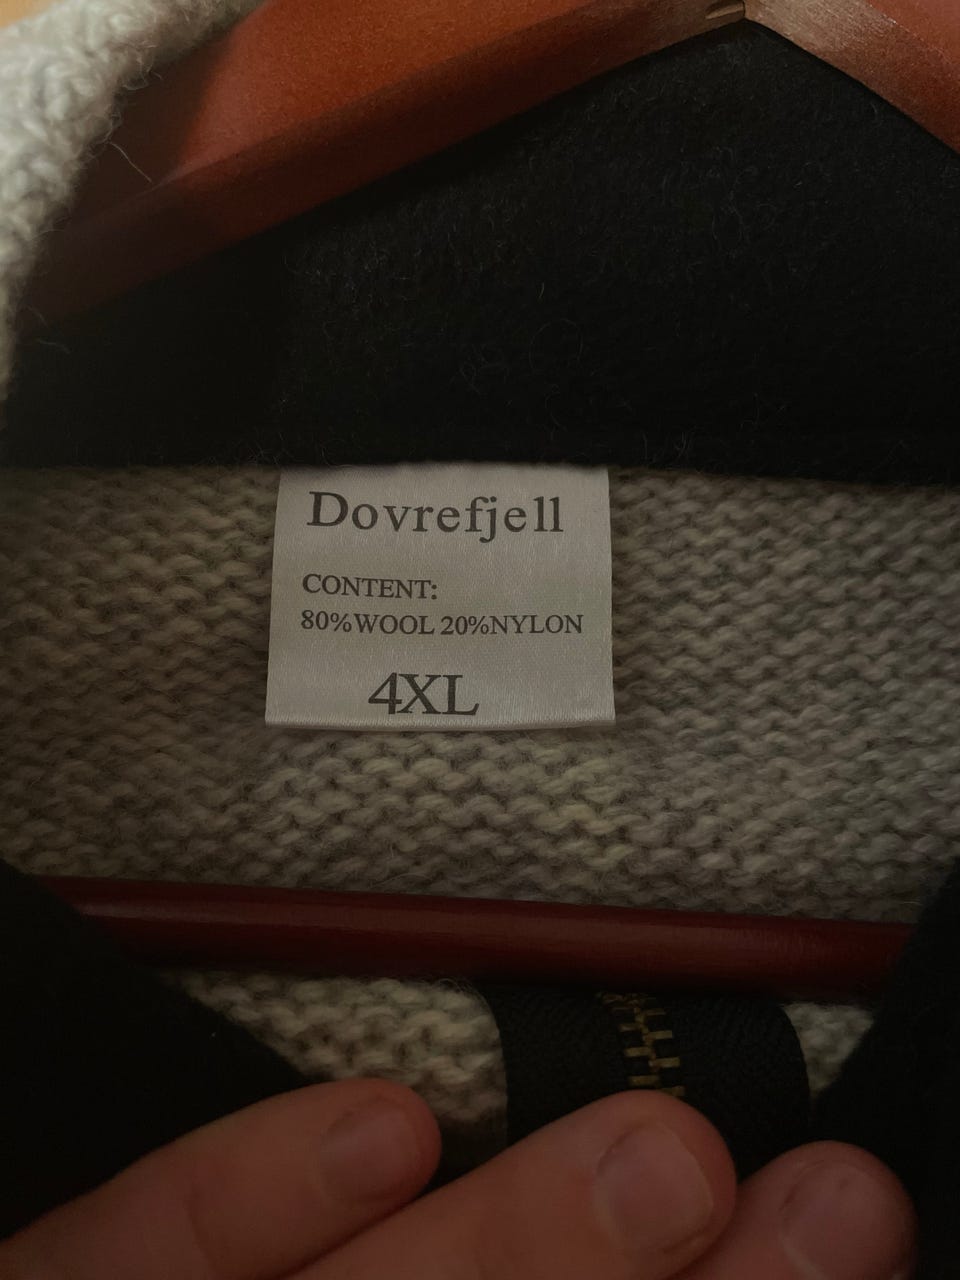 Dovrefjell
CONTENT:
80%WOOL 20%NYLON
4XL